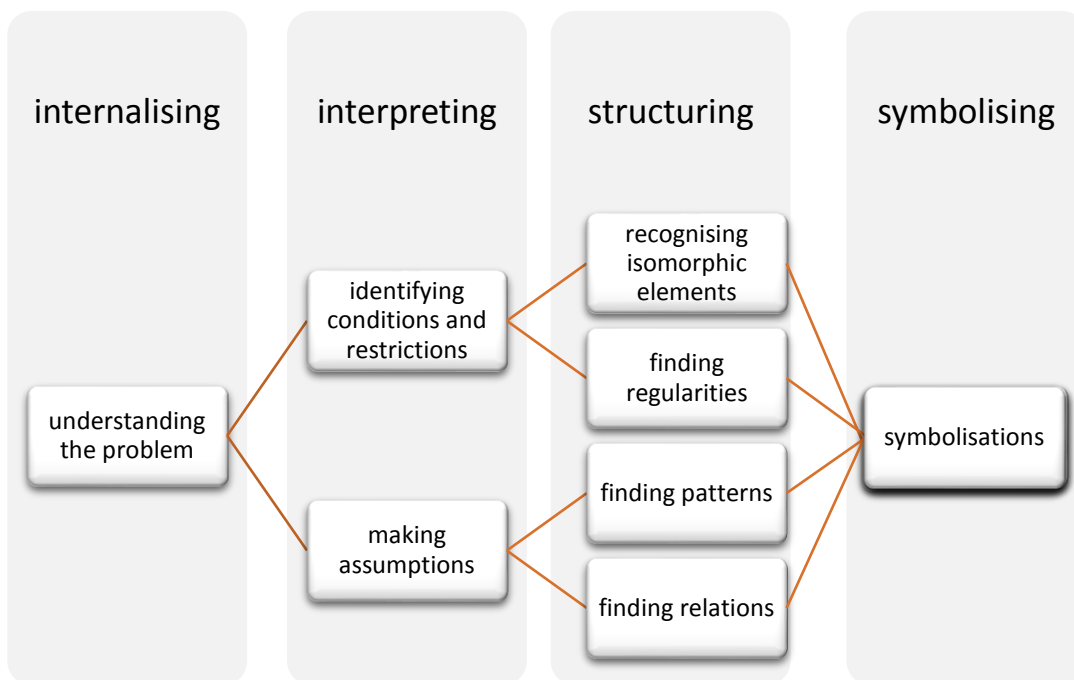 internalising
interpreting
structuring
symbolising
understanding
the problem
identifying
conditions and
restrictions
making
assumptions
recognising
isomorphic
elements
finding
regularities
finding patterns
finding relations
symbolisations